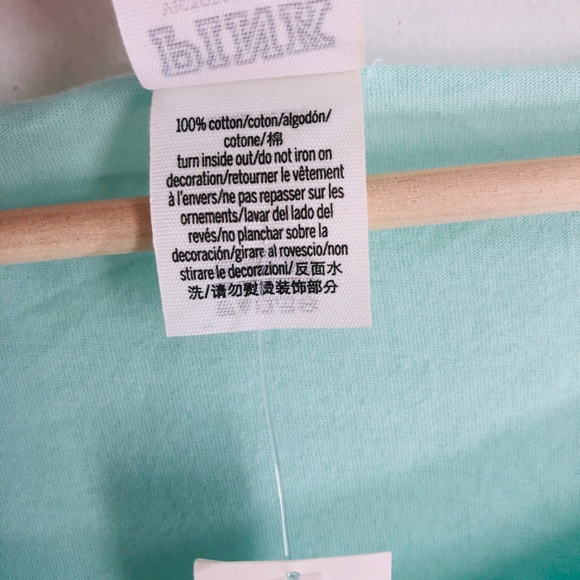 PINK
100% cotton/coton/algodón/
cotone/棉
turn inside out/do not iron on
decoration/retourner le vêtement
à l'envers/ne pas repasser sur les
ornements/lavar del lado del
revés/no planchar sobre la
decoración/girare al rovescio/non
stirare le decorazioni/反面水
洗/请勿熨烫装饰部分